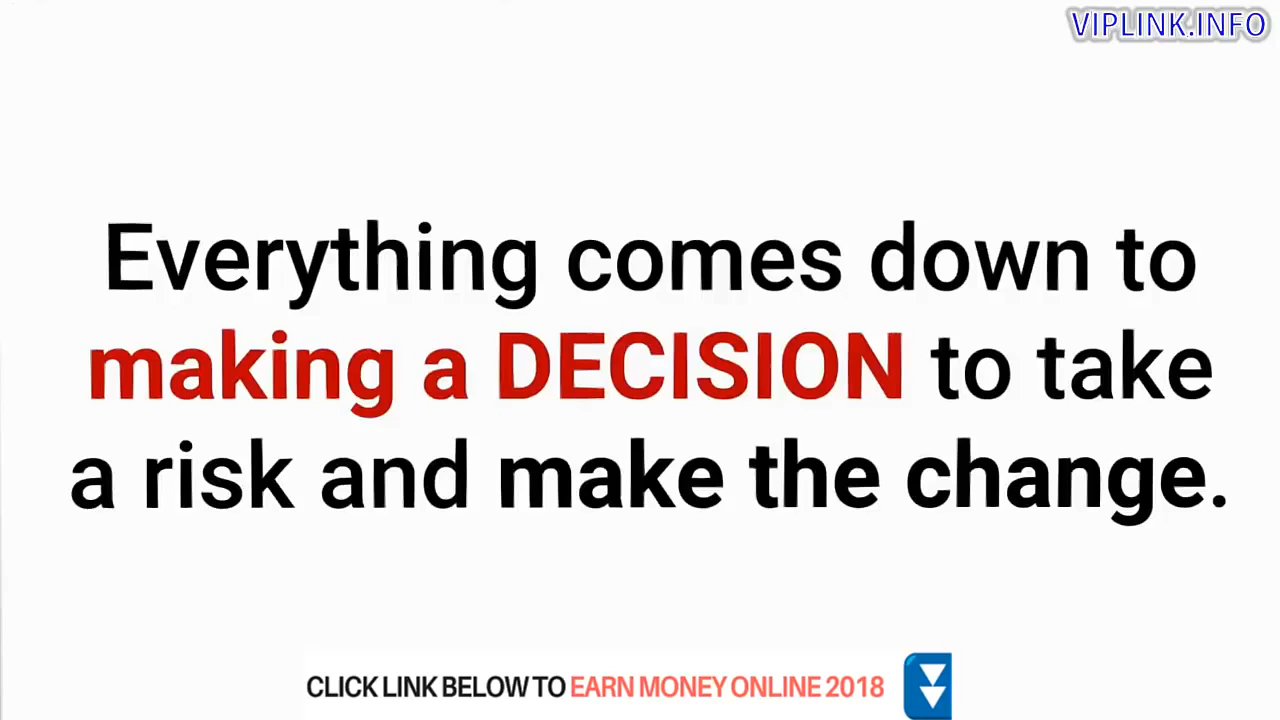 VIPLINK.INFO
Everything comes down to
making a DECISION to take
a risk and make the change.
CLICK LINK BELOW TO EARN MONEY ONLINE 2018